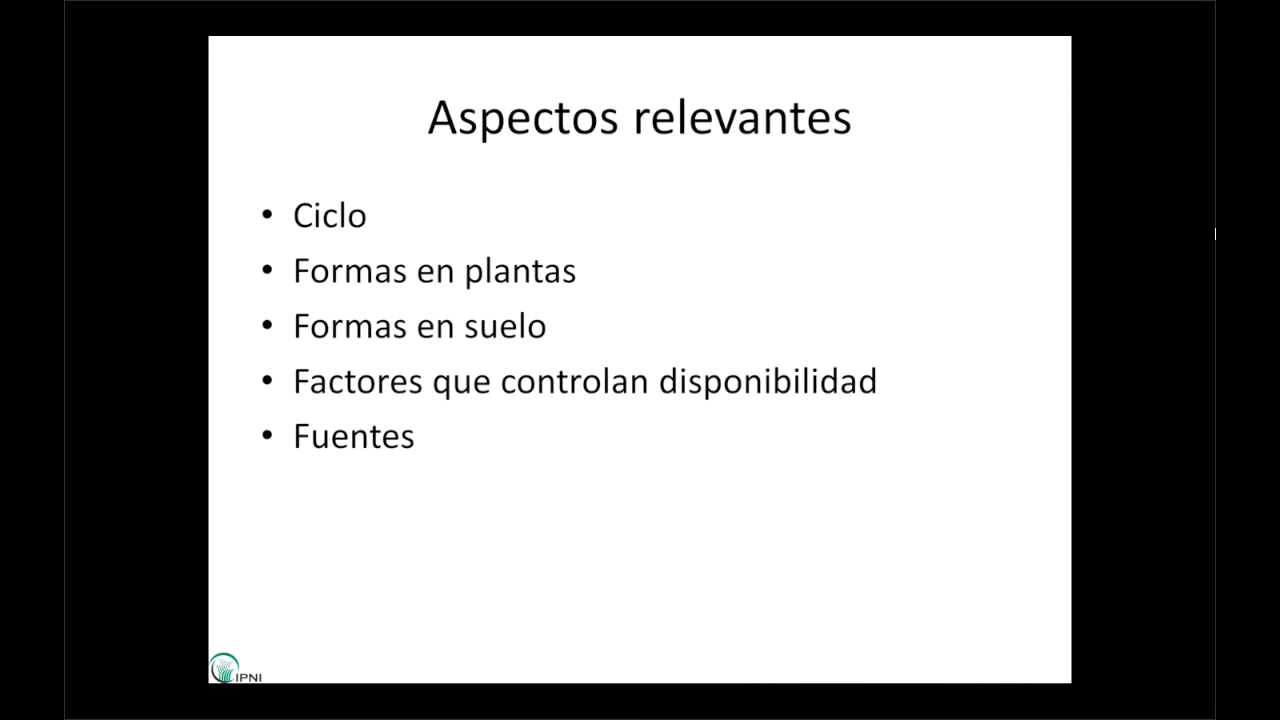 Aspectos relevantes
• Ciclo
• Formas en plantas
• Formas en suelo
• Factores que controlan disponibilidad
• Fuentes
IPNI